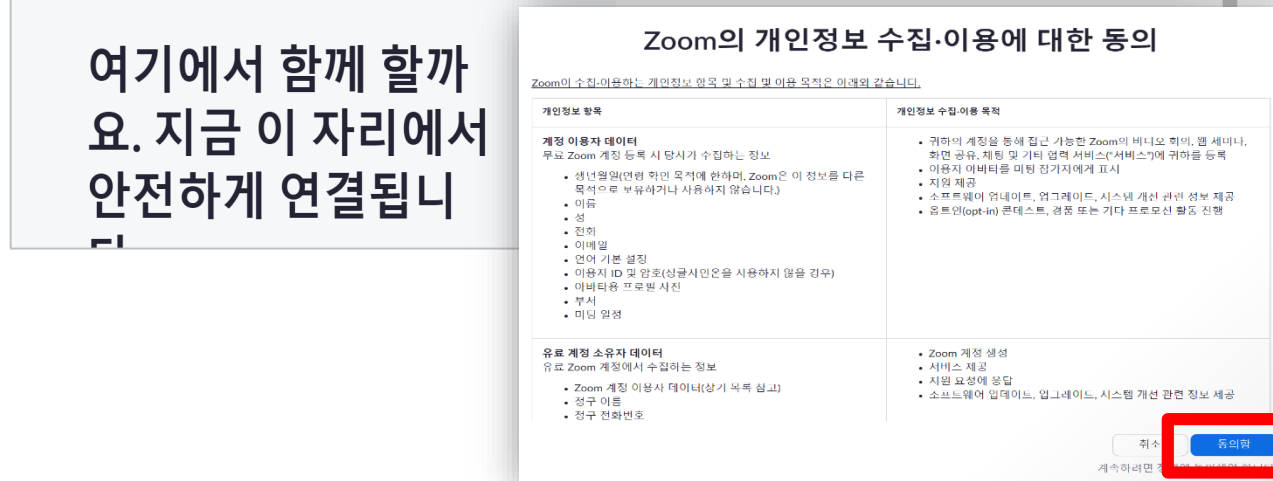 여기에서 함께 할까
요. 지금 이 자리에서
안전하게 연결됩니
Zoom의 개인정보 수집·이용에 대한 동의
Zoom이 수집·이용하는 개인정보 항목 및 수집 및 이용 목적은 아래와 같습니다.
개인정보 항목
개인정보 수집·이용 목적
계정 이용자 데이터
무료 Zoom 계정 등록 시 당사가 수집하는 정보
• 생년월일(연령 확인 목적에 한하며, Zoom은 이 정보를 다른
목적으로 보유하거나 사용하지 않습니다.)
• 이름
• 성
• 전화
• 이메일
• 언어 기본 설정
• 이용자 ID 및 암호(싱글사인온을 사용하지 않을 경우)
• 아바타용 프로필 사진
• 부서
• 미팅 일정
• 귀하의 계정을 통해 접근 가능한 Zoom의 비디오 회의, 웹 세미나,
화면 공유, 채팅 및 기타 협력 서비스("서비스")에 귀하를 등록
• 이용자 아바타를 미팅 참가자에게 표시
• 지원 제공
• 소프트웨어 업데이트, 업그레이드, 시스템 개선 관련 정보 제공
• 옵트인(opt-in) 콘테스트, 경품 또는 기타 프로모션 활동 진행
유료 계정 소유자 데이터
유료 Zoom 계정에서 수집하는 정보
• Zoom 계정 이용자 데이터(상기 목록 참고)
• 청구 이름
• 청구 전화번호
• Zoom 계정 생성
• 서비스 제공
• 지원 요청에 응답
• 소프트웨어 업데이트, 업그레이드, 시스템 개선 관련 정보 제공
취소
동의함
계속하려면